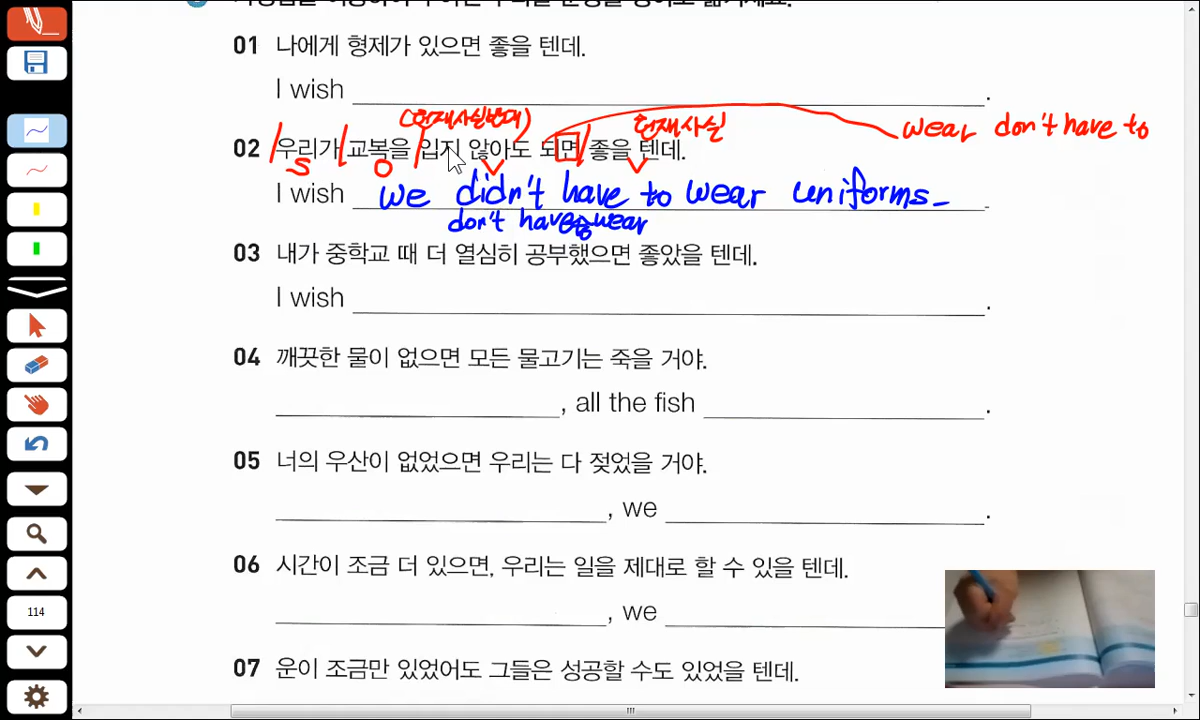 01 나에게 형제가 있으면 좋을 텐데.
I wish .
(현재사실반대) 현재사실
wear don't have to
02 우리가 교복을 입지 않아도 되면 좋을 텐데.
S O V V
I wish we didn't have to wear uniforms.
don't have wear
03 내가 중학교 때 더 열심히 공부했으면 좋았을 텐데.
I wish .
04 깨끗한 물이 없으면 모든 물고기는 죽을 거야.
, all the fish .
05 너의 우산이 없었으면 우리는 다 젖었을 거야.
, we .
06 시간이 조금 더 있으면, 우리는 일을 제대로 할 수 있을 텐데.
, we
114
07 운이 조금만 있었어도 그들은 성공할 수도 있었을 텐데.